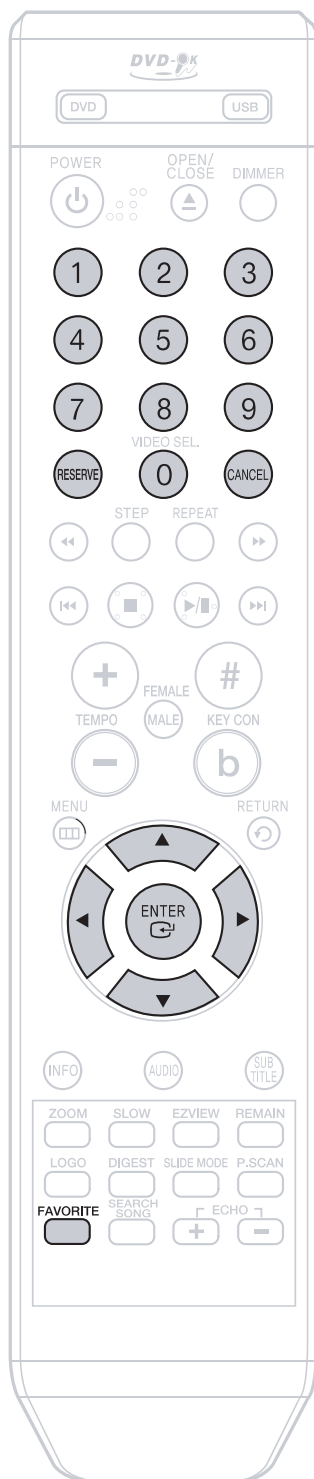 DVD-OK
DVD USB
POWER OPEN/ CLOSE DIMMER
1 2 3
4 5 6
7 8 9
VIDEO SEL.
RESERVE 0 CANCEL
STEP REPEAT
+ #
FEMALE
TEMPO MALE KEY CON
− b
MENU RETURN
ENTER
INFO AUDIO SUB TITLE
ZOOM SLOW EZVIEW REMAIN
LOGO DIGEST SLIDE MODE P.SCAN
FAVORITE SEARCH SONG ECHO
+ −